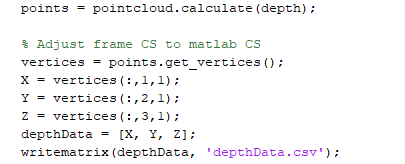 points = pointcloud.calculate(depth);
% Adjust frame CS to matlab CS
vertices = points.get_vertices();
X = vertices(:,1,1);
Y = vertices(:,2,1);
Z = vertices(:,3,1);
depthData = [X, Y, Z];
writematrix(depthData, 'depthData.csv');